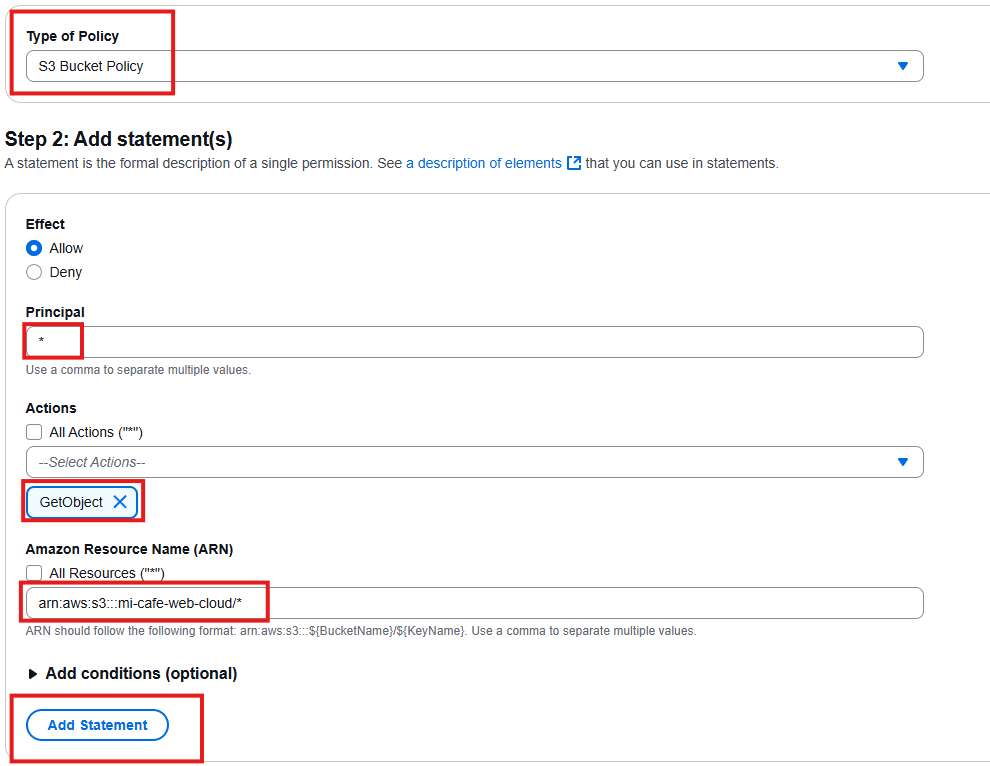 Type of Policy
S3 Bucket Policy
Step 2: Add statement(s)
A statement is the formal description of a single permission. See a description of elements that you can use in statements.
Effect
Allow
Deny
Principal
*
Use a comma to separate multiple values.
Actions
All Actions ("*")
--Select Actions--
GetObject
Amazon Resource Name (ARN)
All Resources ("*")
arn:aws:s3:::mi-cafe-web-cloud/*
ARN should follow the following format: arn:aws:s3:::${BucketName}/${KeyName}. Use a comma to separate multiple values.
Add conditions (optional)
Add Statement